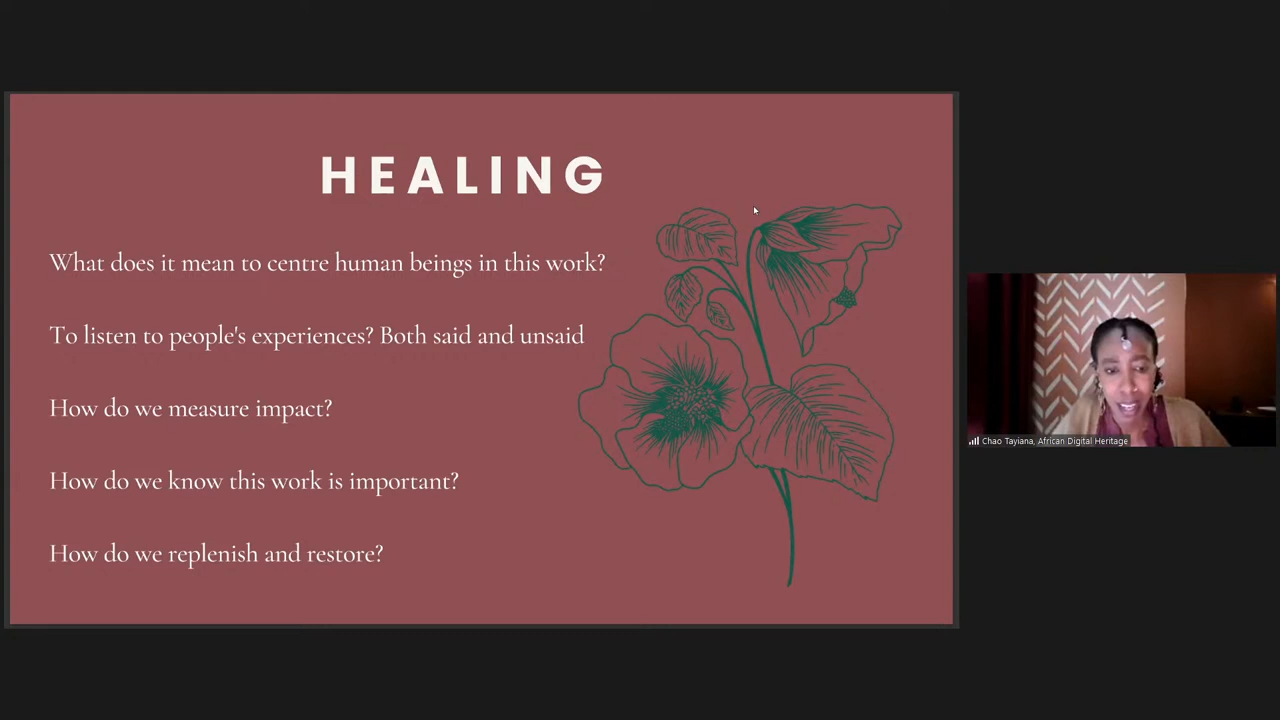 HEALING
What does it mean to centre human beings in this work?
To listen to people's experiences? Both said and unsaid
How do we measure impact?
How do we know this work is important?
How do we replenish and restore?
Chao Tayiana, African Digital Heritage